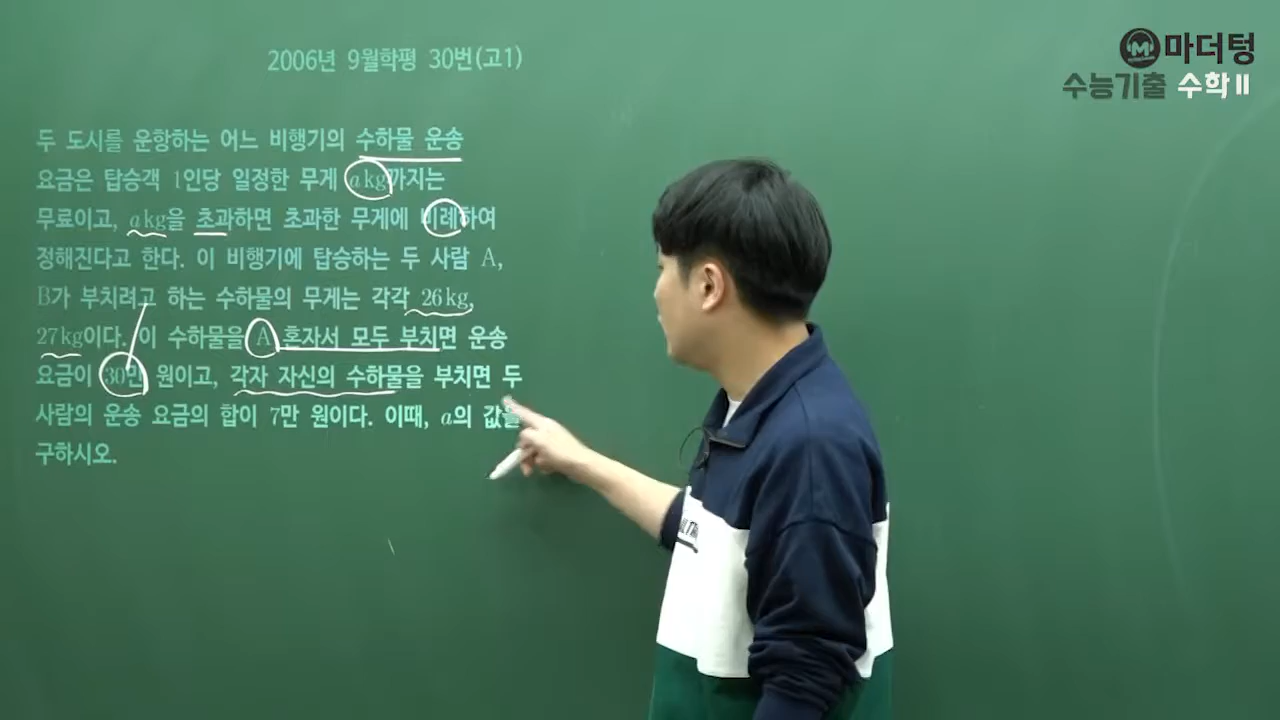 2006년 9월학평 30번(고1)
마더텅
수능기출 수학Ⅱ
두 도시를 운항하는 어느 비행기의 수하물 운송
요금은 탑승객 1인당 일정한 무게 a kg까지는
무료이고, a kg을 초과하면 초과한 무게에 비례하여
정해진다고 한다. 이 비행기에 탑승하는 두 사람 A,
B가 부치려고 하는 수하물의 무게는 각각 26 kg,
27 kg이다. 이 수하물을 A 혼자서 모두 부치면 운송
요금이 30만 원이고, 각자 자신의 수하물을 부치면 두
사람의 운송 요금의 합이 7만 원이다. 이때, a의 값을
구하시오.